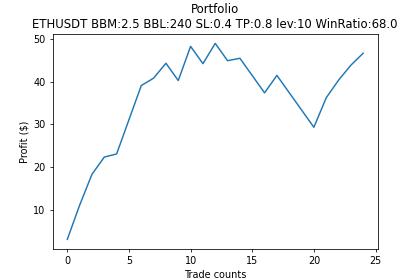 Portfolio
ETHUSDT BBM:2.5 BBL:240 SL:0.4 TP:0.8 lev:10 WinRatio:68.0
50
40
30
20
10
Profit ($)
0 5 10 15 20 25
Trade counts